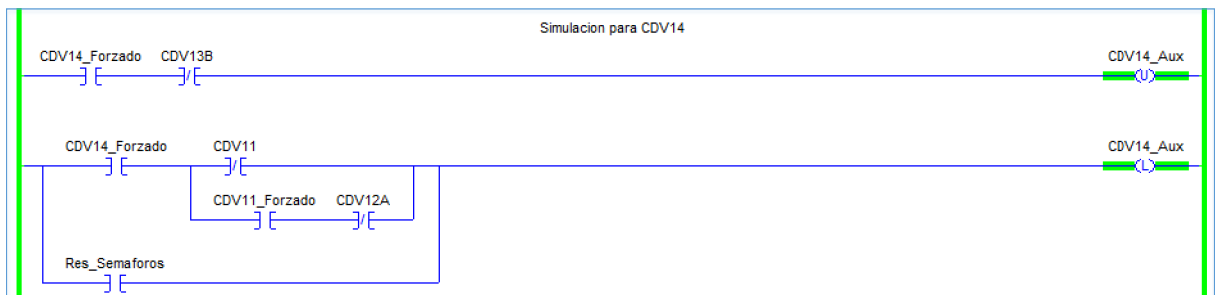 Simulacion para CDV14
CDV14_Forzado CDV13B CDV14_Aux
U
CDV14_Forzado CDV11 CDV14_Aux
L
CDV11_Forzado CDV12A
Res_Semaforos